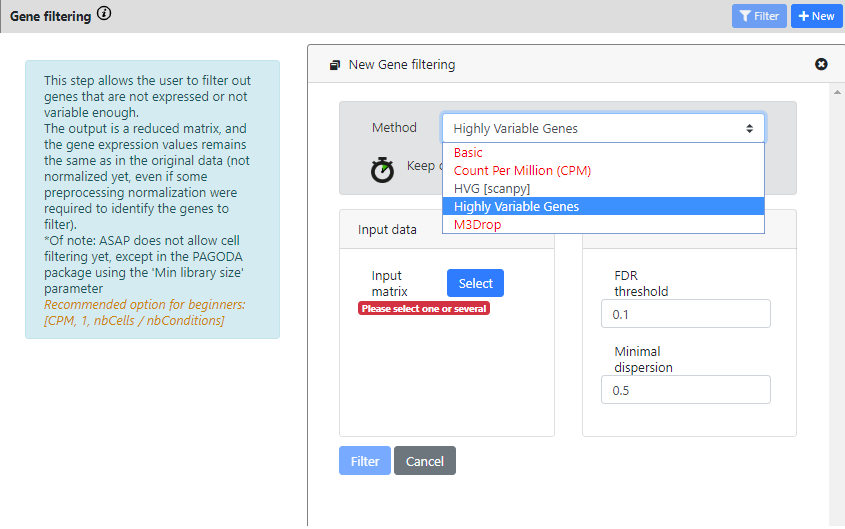 Gene filtering
Filter
New
This step allows the user to filter out
genes that are not expressed or not
variable enough.
The output is a reduced matrix, and
the gene expression values remains
the same as in the original data (not
normalized yet, even if some
preprocessing normalization were
required to identify the genes to
filter).
*Of note: ASAP does not allow cell
filtering yet, except in the PAGODA
package using the 'Min library size'
parameter
Recommended option for beginners:
[CPM, 1, nbCells / nbConditions]
New Gene filtering
Method
Highly Variable Genes
Basic
Count Per Million (CPM)
HVG [scanpy]
Highly Variable Genes
M3Drop
Keep
Input data
Input
matrix
Select
Please select one or several
FDR
threshold
0.1
Minimal
dispersion
0.5
Filter
Cancel